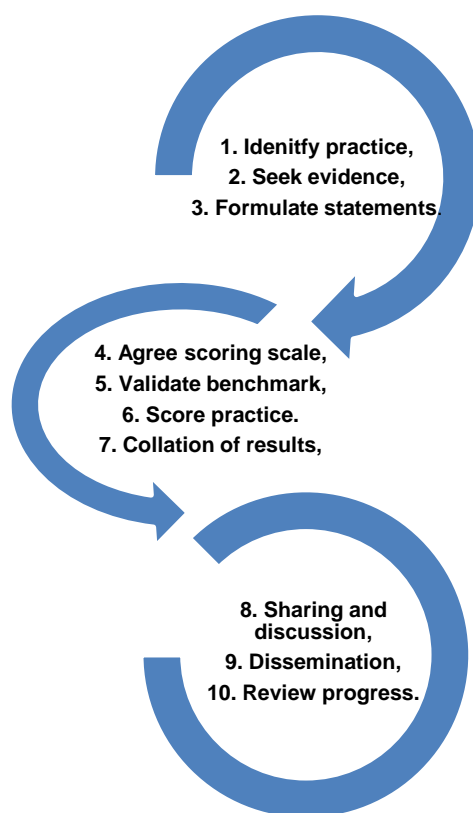 1. Idenitfy practice,
2. Seek evidence,
3. Formulate statements.
4. Agree scoring scale,
5. Validate benchmark,
6. Score practice.
7. Collation of results,
8. Sharing and
discussion,
9. Dissemination,
10. Review progress.